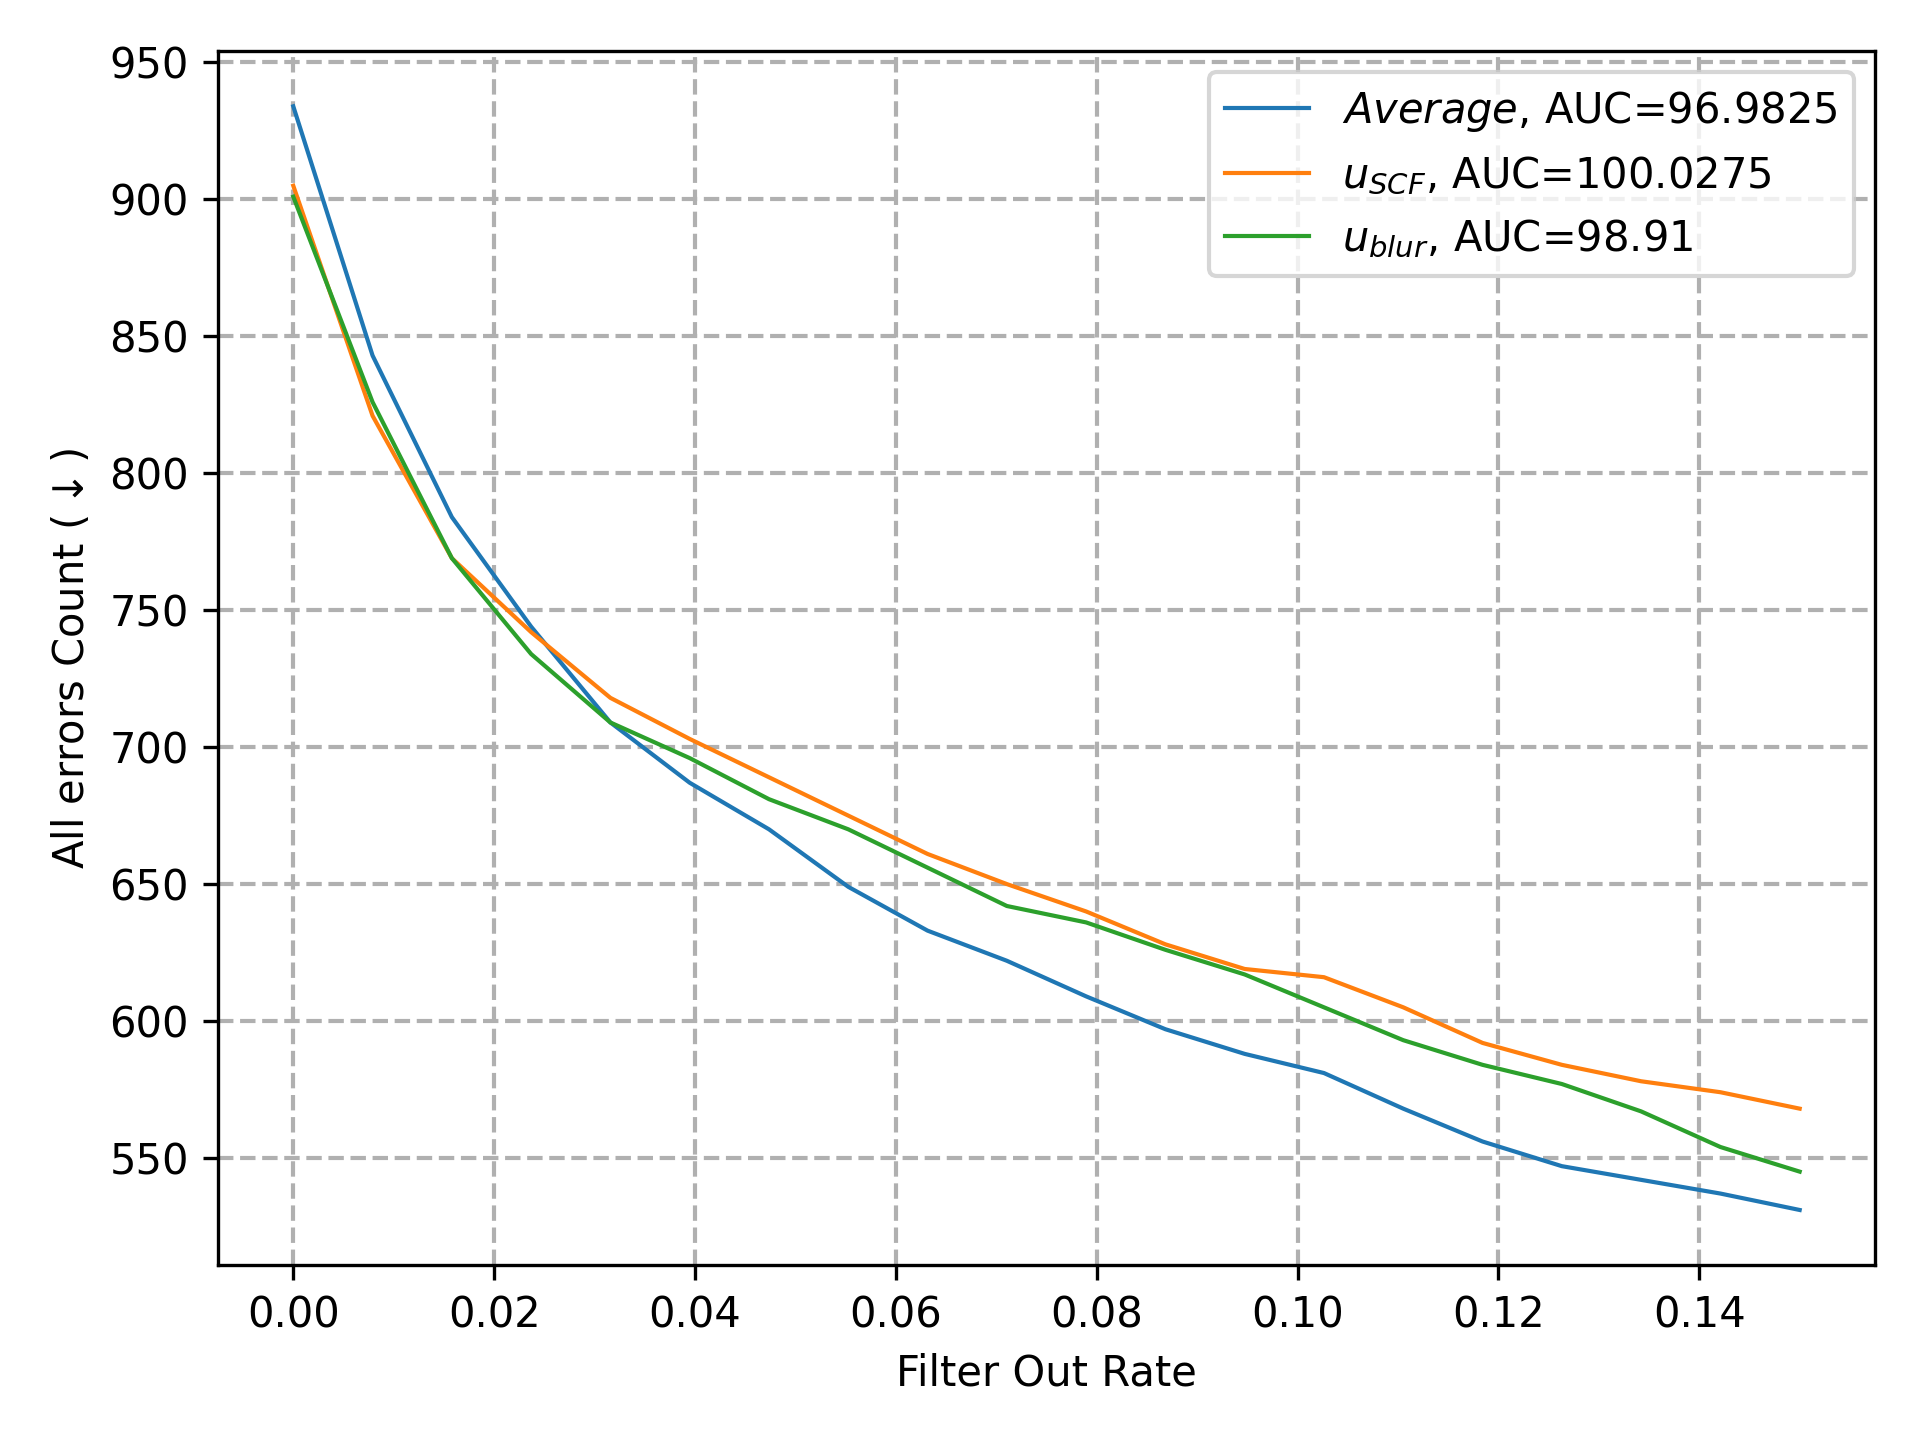 950
900
850
800
750
700
650
600
550
All errors Count (↓)
Average, AUC=96.9825
u_SCF, AUC=100.0275
u_blur, AUC=98.91
0.00 0.02 0.04 0.06 0.08 0.10 0.12 0.14
Filter Out Rate